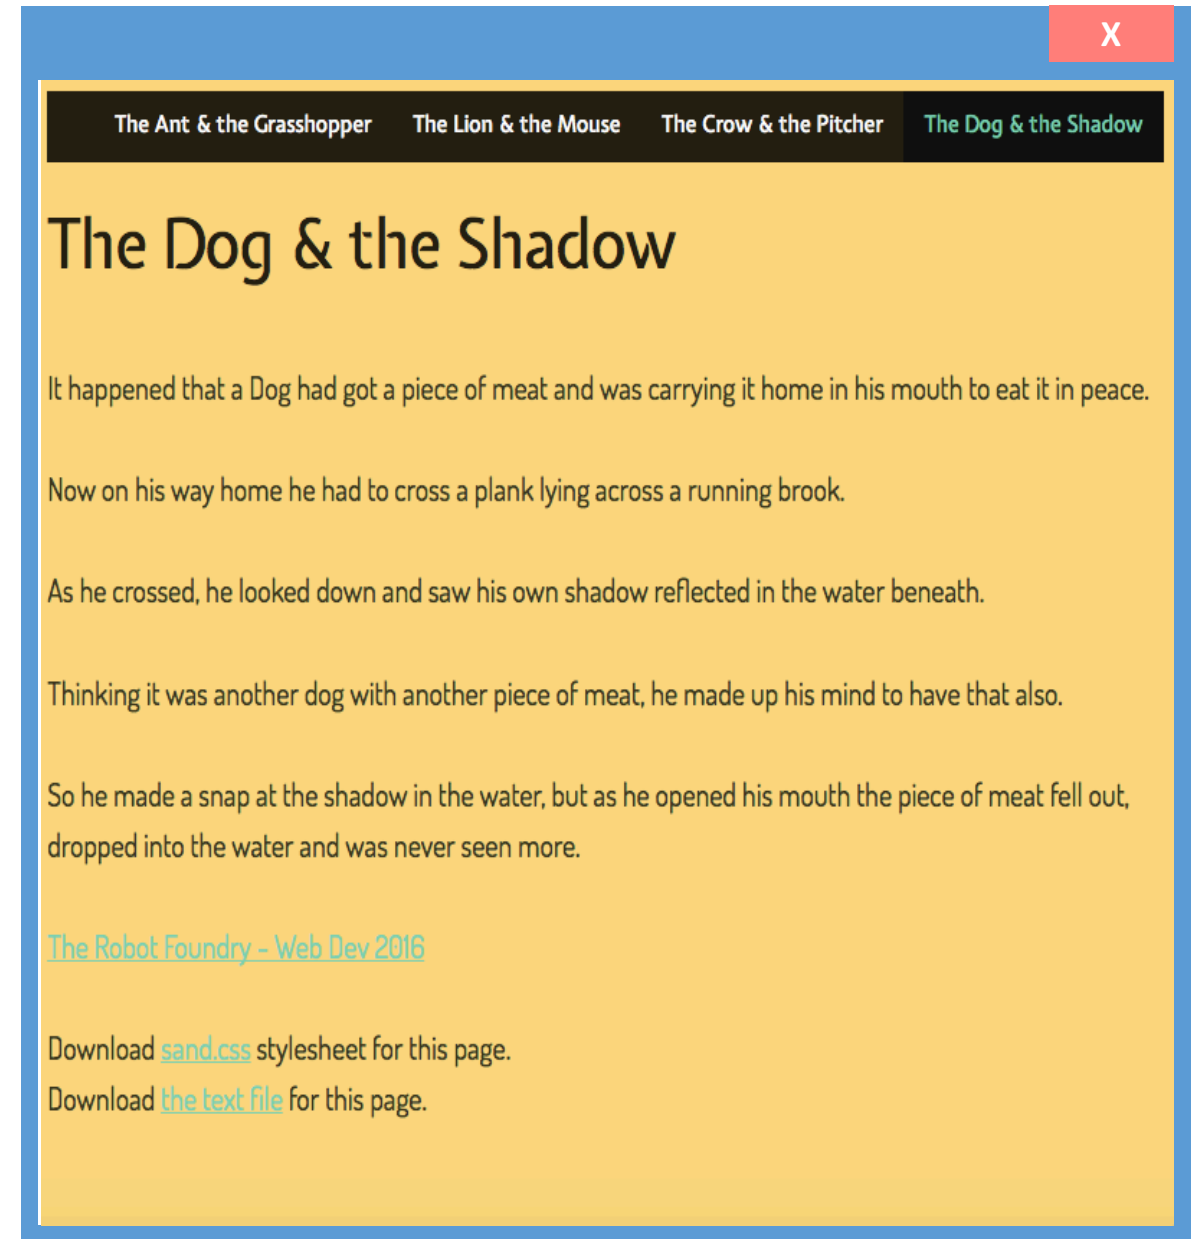 X
The Ant & the Grasshopper The Lion & the Mouse The Crow & the Pitcher The Dog & the Shadow
The Dog & the Shadow
It happened that a Dog had got a piece of meat and was carrying it home in his mouth to eat it in peace.
Now on his way home he had to cross a plank lying across a running brook.
As he crossed, he looked down and saw his own shadow reflected in the water beneath.
Thinking it was another dog with another piece of meat, he made up his mind to have that also.
So he made a snap at the shadow in the water, but as he opened his mouth the piece of meat fell out,
dropped into the water and was never seen more.
The Robot Foundry - Web Dev 2016
Download sand.css stylesheet for this page.
Download the text file for this page.